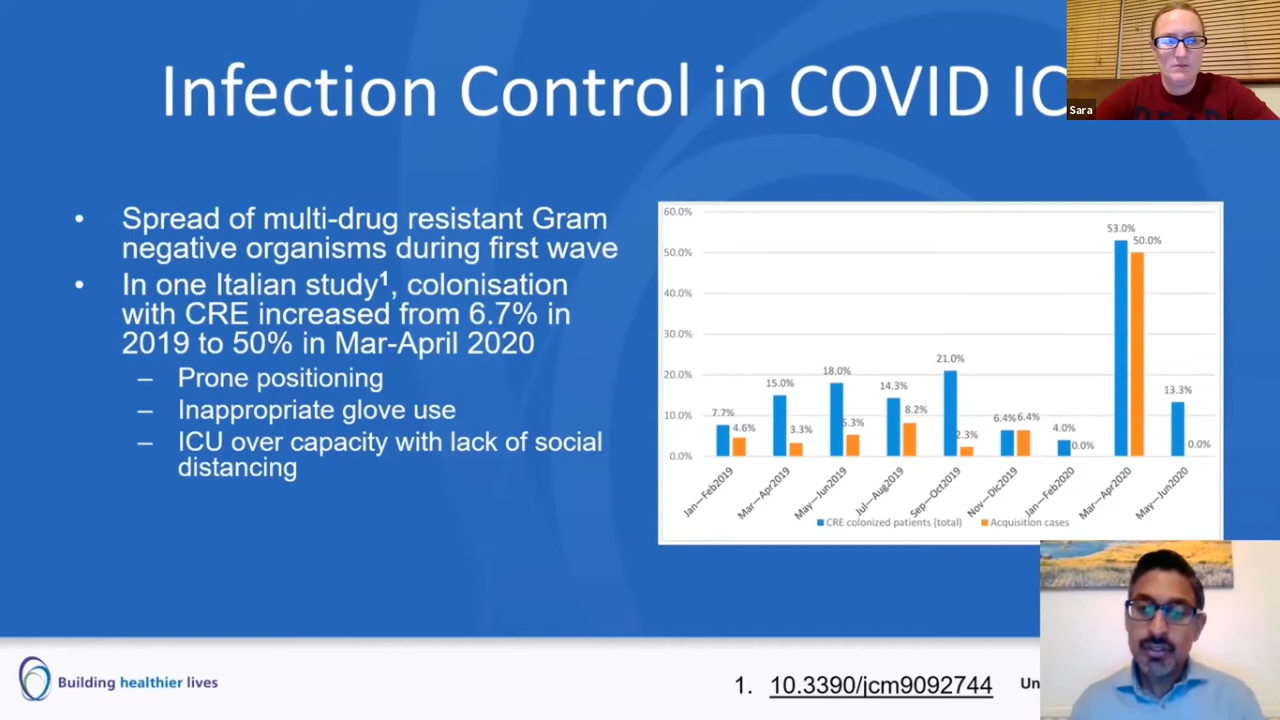 Infection Control in COVID IC
Sara
• Spread of multi-drug resistant Gram
negative organisms during first wave
• In one Italian study¹, colonisation
with CRE increased from 6.7% in
2019 to 50% in Mar-April 2020
– Prone positioning
– Inappropriate glove use
– ICU over capacity with lack of social
distancing
60.0%
50.0%
40.0%
30.0%
20.0%
10.0%
0.0%
7.7% 4.6%
15.0% 3.3%
18.0% 5.3%
14.3% 8.2%
21.0% 2.3%
6.4% 6.4%
4.0% 0.0%
53.0% 50.0%
13.3% 0.0%
Jan—Feb2019
Mar—Apr2019
May—Jun2019
Jul—Aug2019
Sep—Oct2019
Nov—Dic2019
Jan—Feb2020
Mar—Apr2020
May—Jun2020
CRE colonized patients (total) Acquisition cases
Building healthier lives
1. 10.3390/jcm9092744
Un